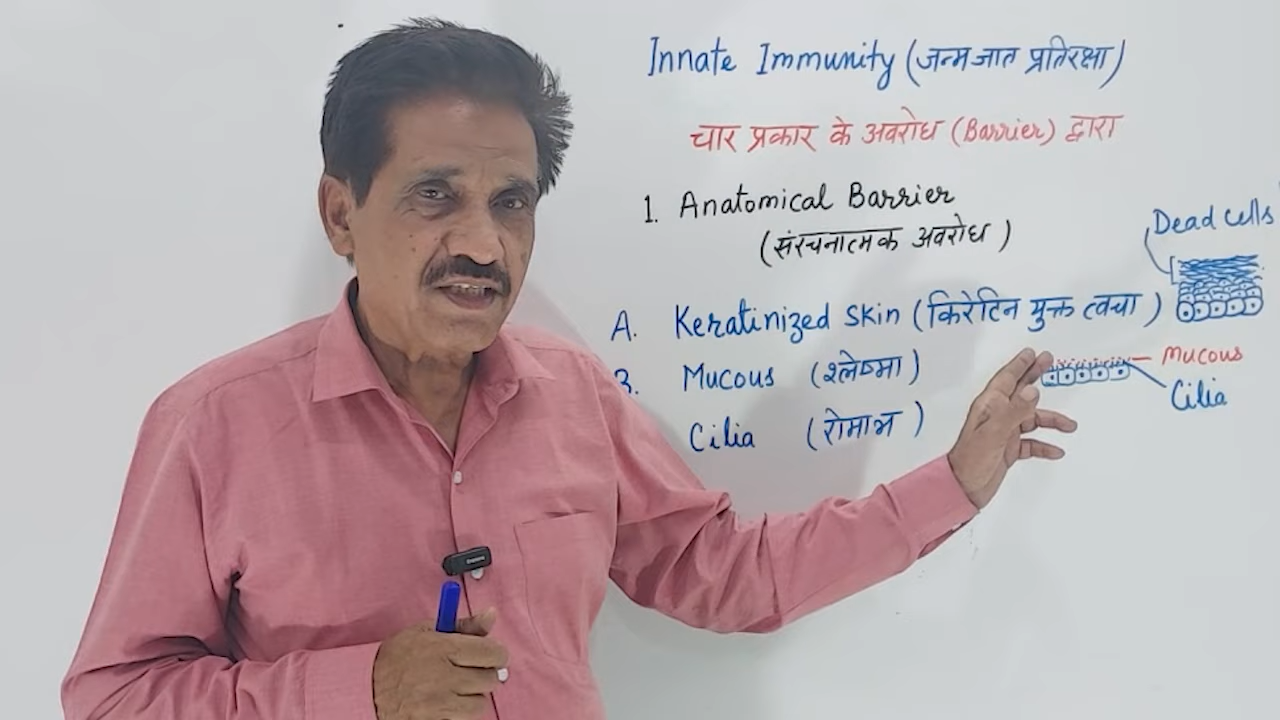 Innate Immunity (जन्मजात प्रतिरक्षा)
चार प्रकार के अवरोध (Barrier) द्वारा
1. Anatomical Barrier
(संरचनात्मक अवरोध)
Dead Cells
A. Keratinized Skin (किरेटिन युक्त त्वचा)
B. Mucous (श्लेष्मा)
Mucous
Cilia
Cilia (रोमाभ)